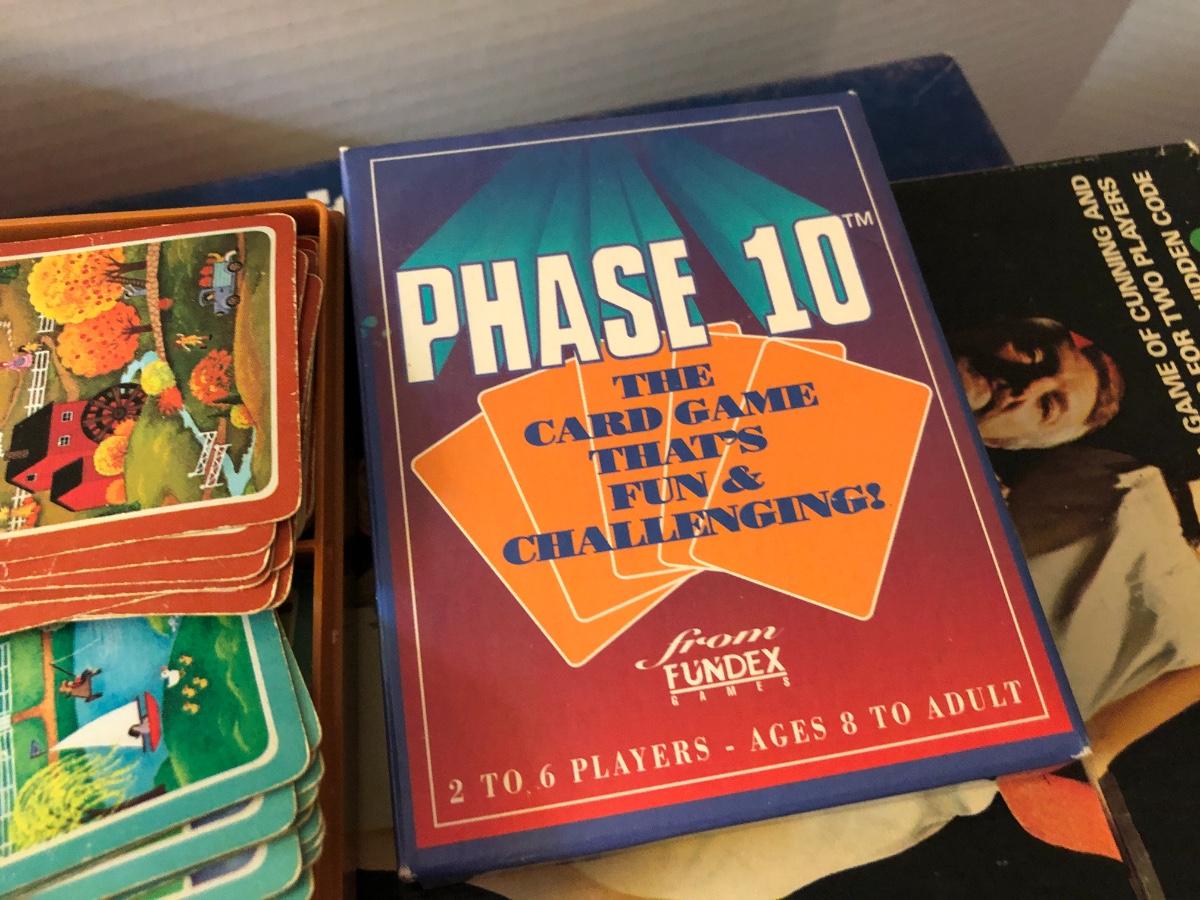 PHASE 10™
THE
CARD GAME
THAT'S
FUN &
CHALLENGING!
from
FUNDEX
GAMES
2 TO 6 PLAYERS - AGES 8 TO ADULT
GAME OF CUNNING AND
FOR TWO PLAYERS
HIDDEN CODE